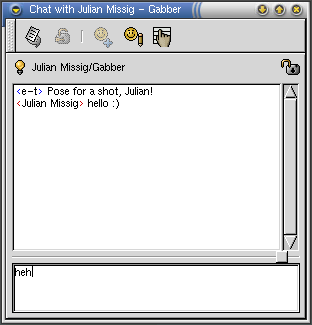 Chat with Julian Missig - Gabber
Julian Missig/Gabber
<e-t> Pose for a shot, Julian!
<Julian Missig> hello :)
heh